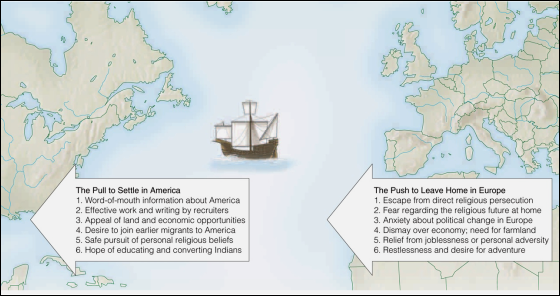 The Pull to Settle in America
1. Word-of-mouth information about America
2. Effective work and writing by recruiters
3. Appeal of land and economic opportunities
4. Desire to join earlier migrants to America
5. Safe pursuit of personal religious beliefs
6. Hope of educating and converting Indians
The Push to Leave Home in Europe
1. Escape from direct religious persecution
2. Fear regarding the religious future at home
3. Anxiety about political change in Europe
4. Dismay over economy; need for farmland
5. Relief from joblessness or personal adversity
6. Restlessness and desire for adventure